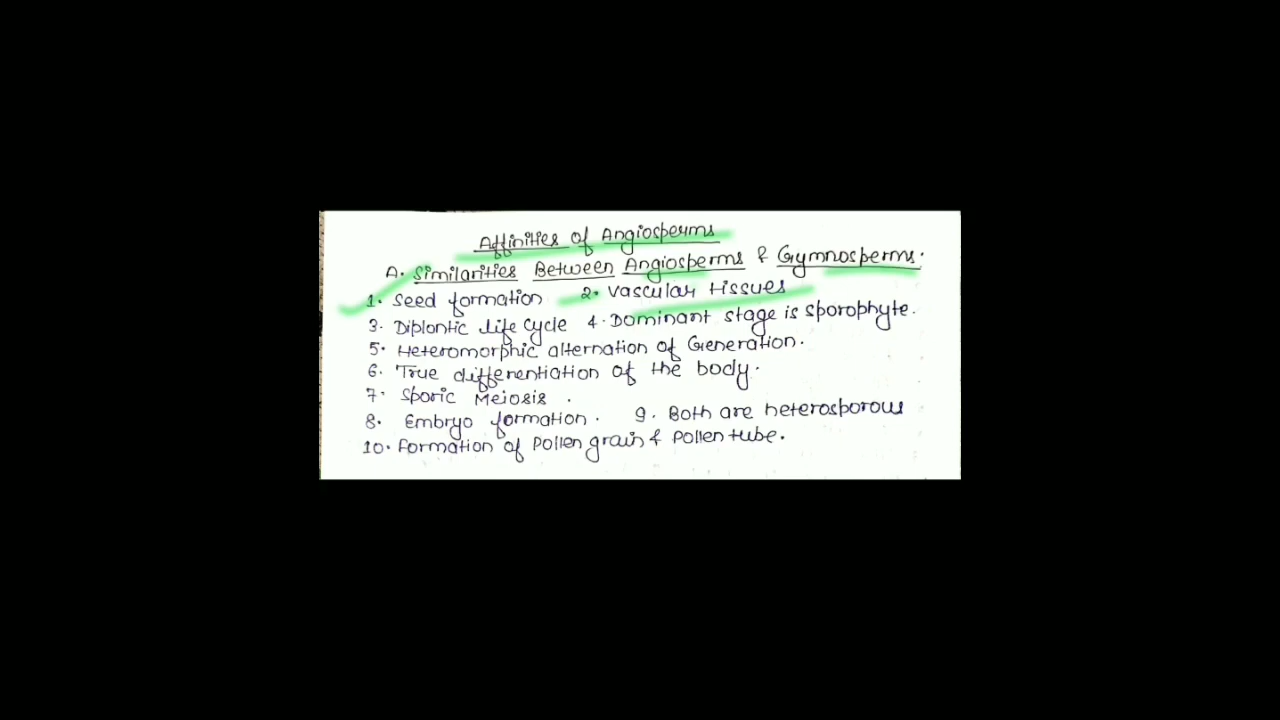 Affinities of Angiosperms
A. Similarities Between Angiosperms & Gymnosperms.
1. Seed formation 2. Vascular tissues
3. Diplontic life cycle 4. Dominant stage is sporophyte.
5. Heteromorphic alternation of Generation.
6. True differentiation of the body.
7. Sporic Meiosis.
8. Embryo formation. 9. Both are heterosporous
10. formation of Pollen grain & Pollen tube.